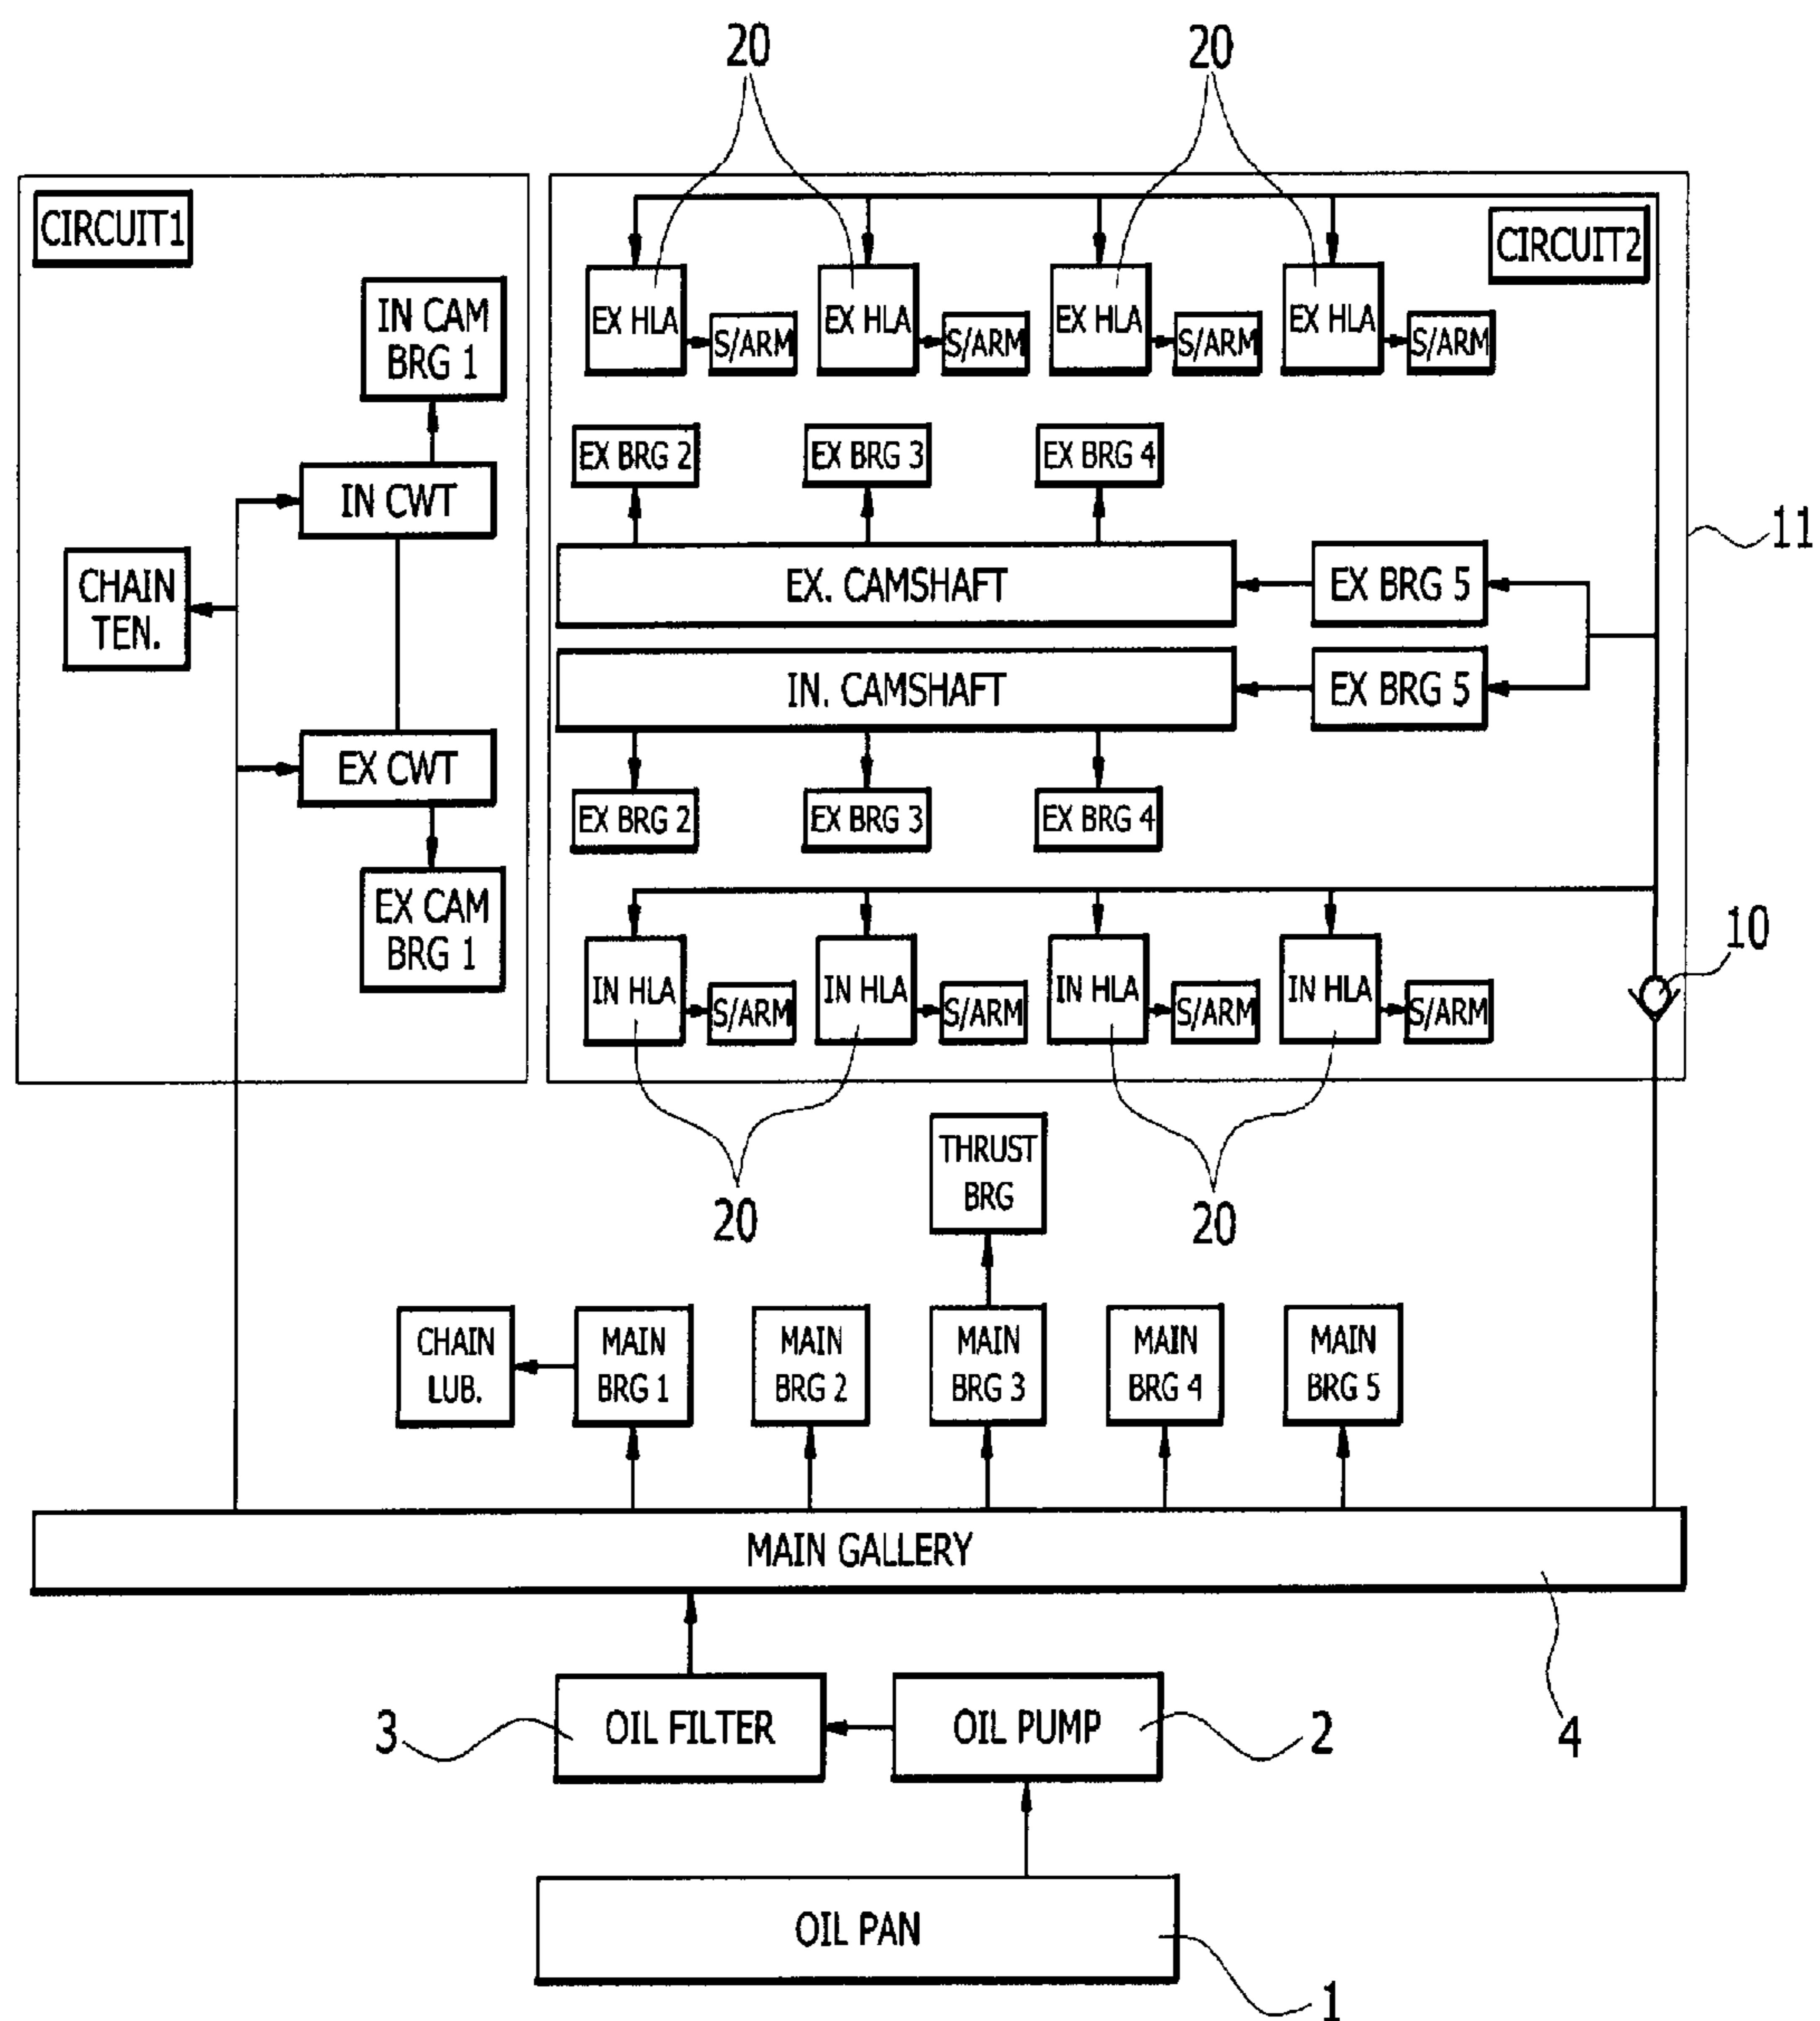 20 20
CIRCUIT1
CIRCUIT2
IN CAM
BRG 1
EX HLA S/ARM EX HLA S/ARM EX HLA S/ARM EX HLA S/ARM
EX BRG 2 EX BRG 3 EX BRG 4
IN CWT
11
CHAIN
TEN.
EX. CAMSHAFT EX BRG 5
IN. CAMSHAFT EX BRG 5
EX CWT
EX BRG 2 EX BRG 3 EX BRG 4
EX CAM
BRG 1
10
IN HLA S/ARM IN HLA S/ARM IN HLA S/ARM IN HLA S/ARM
THRUST
BRG
20 20
CHAIN
LUB.
MAIN
BRG 1
MAIN
BRG 2
MAIN
BRG 3
MAIN
BRG 4
MAIN
BRG 5
MAIN GALLERY
3 OIL FILTER OIL PUMP 2 4
OIL PAN
1